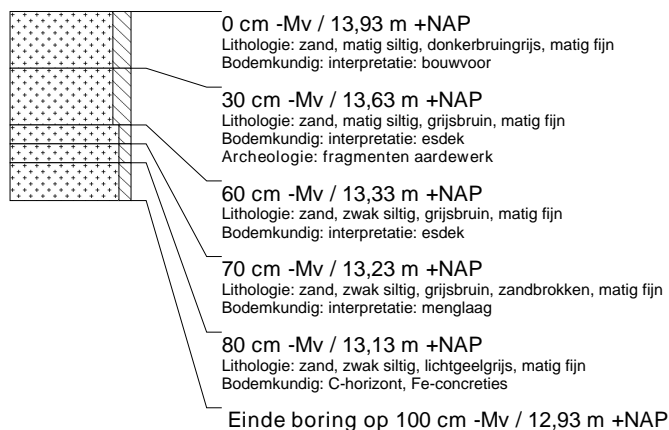 0 cm -Mv / 13,93 m +NAP
Lithologie: zand, matig siltig, donkerbruingrijs, matig fijn
Bodemkundig: interpretatie: bouwvoor
30 cm -Mv / 13,63 m +NAP
Lithologie: zand, matig siltig, grijsbruin, matig fijn
Bodemkundig: interpretatie: esdek
Archeologie: fragmenten aardewerk
60 cm -Mv / 13,33 m +NAP
Lithologie: zand, zwak siltig, grijsbruin, matig fijn
Bodemkundig: interpretatie: esdek
70 cm -Mv / 13,23 m +NAP
Lithologie: zand, zwak siltig, grijsbruin, zandbrokken, matig fijn
Bodemkundig: interpretatie: menglaag
80 cm -Mv / 13,13 m +NAP
Lithologie: zand, zwak siltig, lichtgeelgrijs, matig fijn
Bodemkundig: C-horizont, Fe-concreties
Einde boring op 100 cm -Mv / 12,93 m +NAP